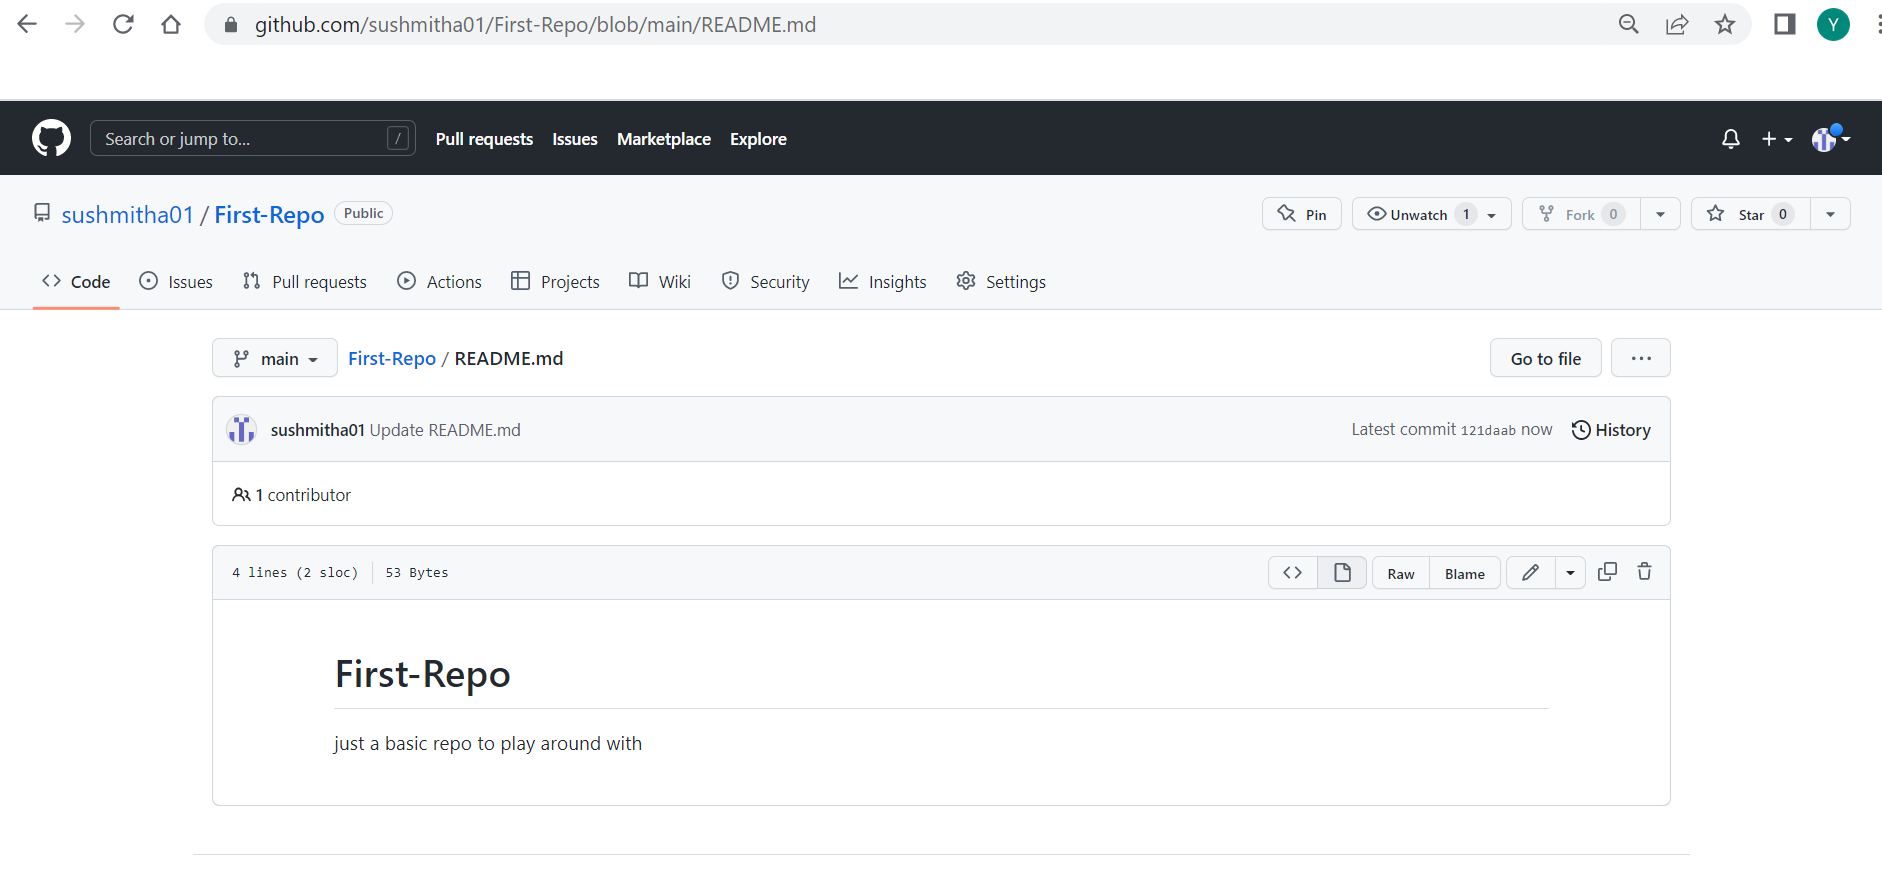 github.com/sushmitha01/First-Repo/blob/main/README.md
Y
Search or jump to... /
Pull requests Issues Marketplace Explore
sushmitha01 / First-Repo Public
Pin Unwatch 1 Fork 0 Star 0
Code Issues Pull requests Actions Projects Wiki Security Insights Settings
main First-Repo / README.md Go to file ...
sushmitha01 Update README.md Latest commit 121daab now History
1 contributor
4 lines (2 sloc) 53 Bytes Raw Blame
First-Repo
just a basic repo to play around with